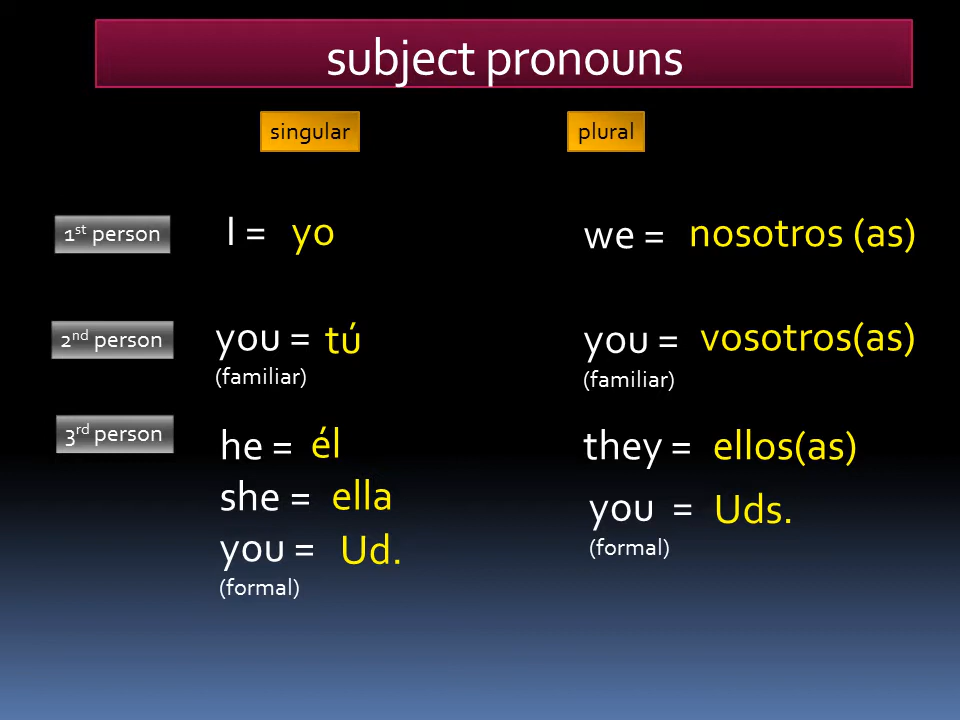 subject pronouns
singular plural
1st person I = yo we = nosotros (as)
2nd person you = tú you = vosotros(as)
(familiar) (familiar)
3rd person he = él they = ellos(as)
she = ella you = Uds.
you = Ud. (formal)
(formal)